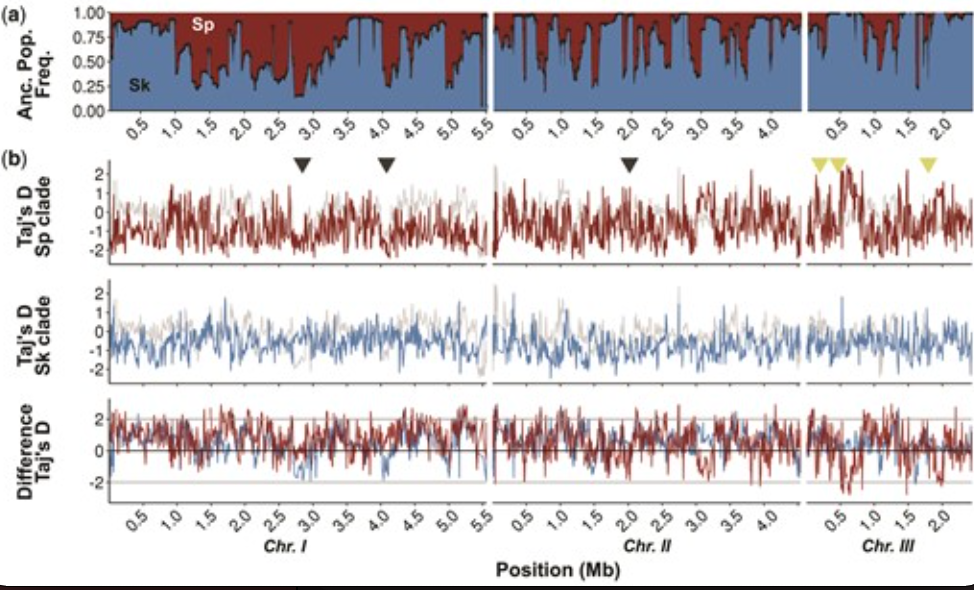 (a)
Anc. Pop.
Freq.
1.00
0.75
0.50
0.25
0.00
Sp
Sk
0.5 1.0 1.5 2.0 2.5 3.0 3.5 4.0 4.5 5.0 5.5 0.5 1.0 1.5 2.0 2.5 3.0 3.5 4.0 0.5 1.0 1.5 2.0
(b)
Taj's D
Sp clade
2
1
0
-1
-2
Taj's D
Sk clade
2
1
0
-1
-2
Difference
Taj's D
2
0
-2
0.5 1.0 1.5 2.0 2.5 3.0 3.5 4.0 4.5 5.0 5.5 0.5 1.0 1.5 2.0 2.5 3.0 3.5 4.0 0.5 1.0 1.5 2.0
Chr. I Chr. II Chr. III
Position (Mb)